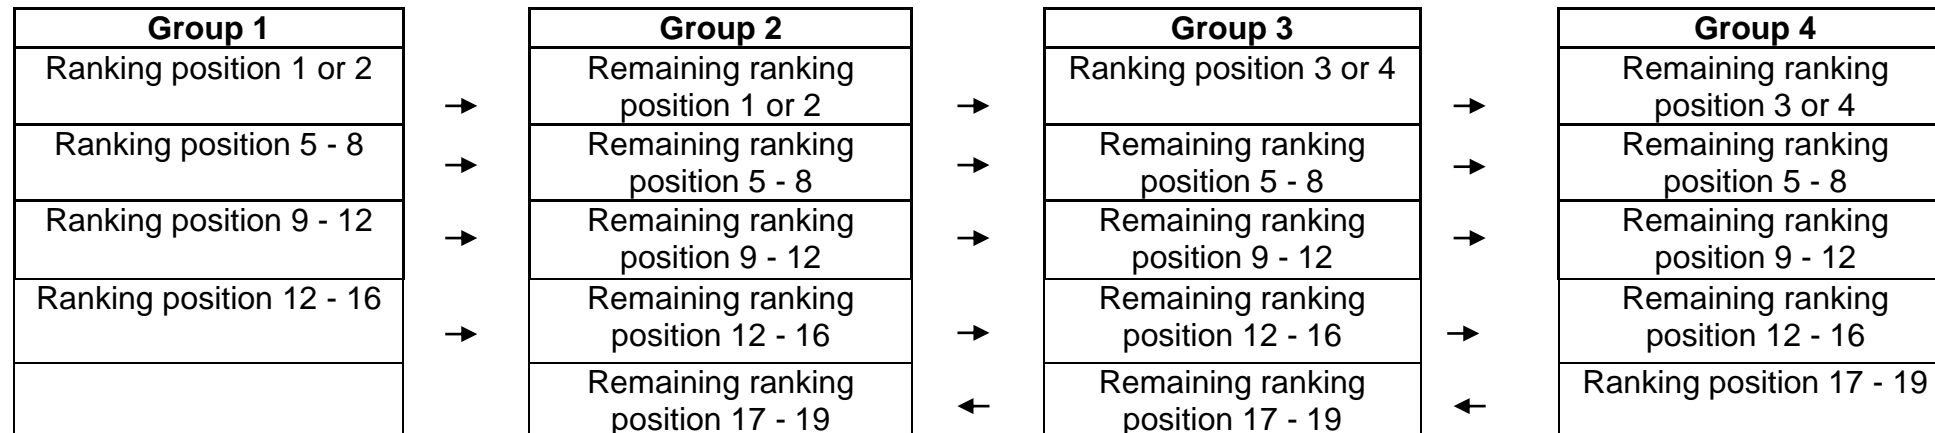 Group 1
Group 2
Group 3
Group 4
Ranking position 1 or 2
Remaining ranking
position 1 or 2
Ranking position 3 or 4
Remaining ranking
position 3 or 4
Ranking position 5 - 8
Remaining ranking
position 5 - 8
Remaining ranking
position 5 - 8
Remaining ranking
position 5 - 8
Ranking position 9 - 12
Remaining ranking
position 9 - 12
Remaining ranking
position 9 - 12
Remaining ranking
position 9 - 12
Ranking position 12 - 16
Remaining ranking
position 12 - 16
Remaining ranking
position 12 - 16
Remaining ranking
position 12 - 16
Remaining ranking
position 17 - 19
Remaining ranking
position 17 - 19
Ranking position 17 - 19